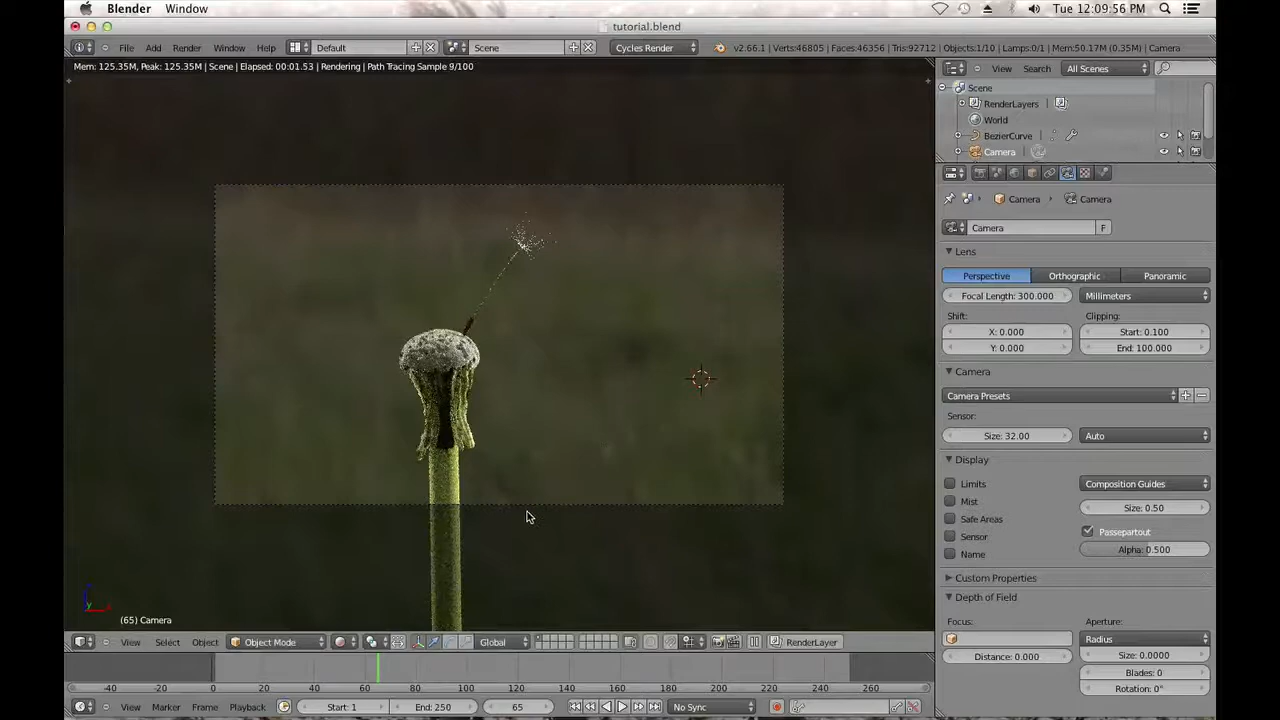 Blender Window Tue 12:09:56 PM
tutorial.blend
File Add Render Window Help Default Scene Cycles Render v2.66.1 | Verts:46805 | Faces:46356 | Tris:92712 | Objects:1/10 | Lamps:0/1 | Mem:50.17M (0.35M) | Camera
Mem: 125.35M, Peak: 125.35M | Scene | Elapsed: 00:01.53 | Rendering | Path Tracing Sample 9/100
View Search All Scenes
Scene
RenderLayers |
World
BezierCurve
Camera
Camera Camera
Camera F
Lens
Perspective Orthographic Panoramic
Focal Length: 300.000 Millimeters
Shift: Clipping:
X: 0.000 Start: 0.100
Y: 0.000 End: 100.000
Camera
Camera Presets
Sensor:
Size: 32.00 Auto
Display
Limits Composition Guides
Mist Size: 0.50
Safe Areas
Sensor Passepartout
Name Alpha: 0.500
Custom Properties
Depth of Field
Focus: Aperture:
Radius
Distance: 0.000 Size: 0.0000
Blades: 0
Rotation: 0°
y
(65) Camera
View Select Object Object Mode Global RenderLayer
-40 -20 0 20 40 60 80 100 120 140 160 180 200 220 240 260
View Marker Frame Playback Start: 1 End: 250 65 No Sync